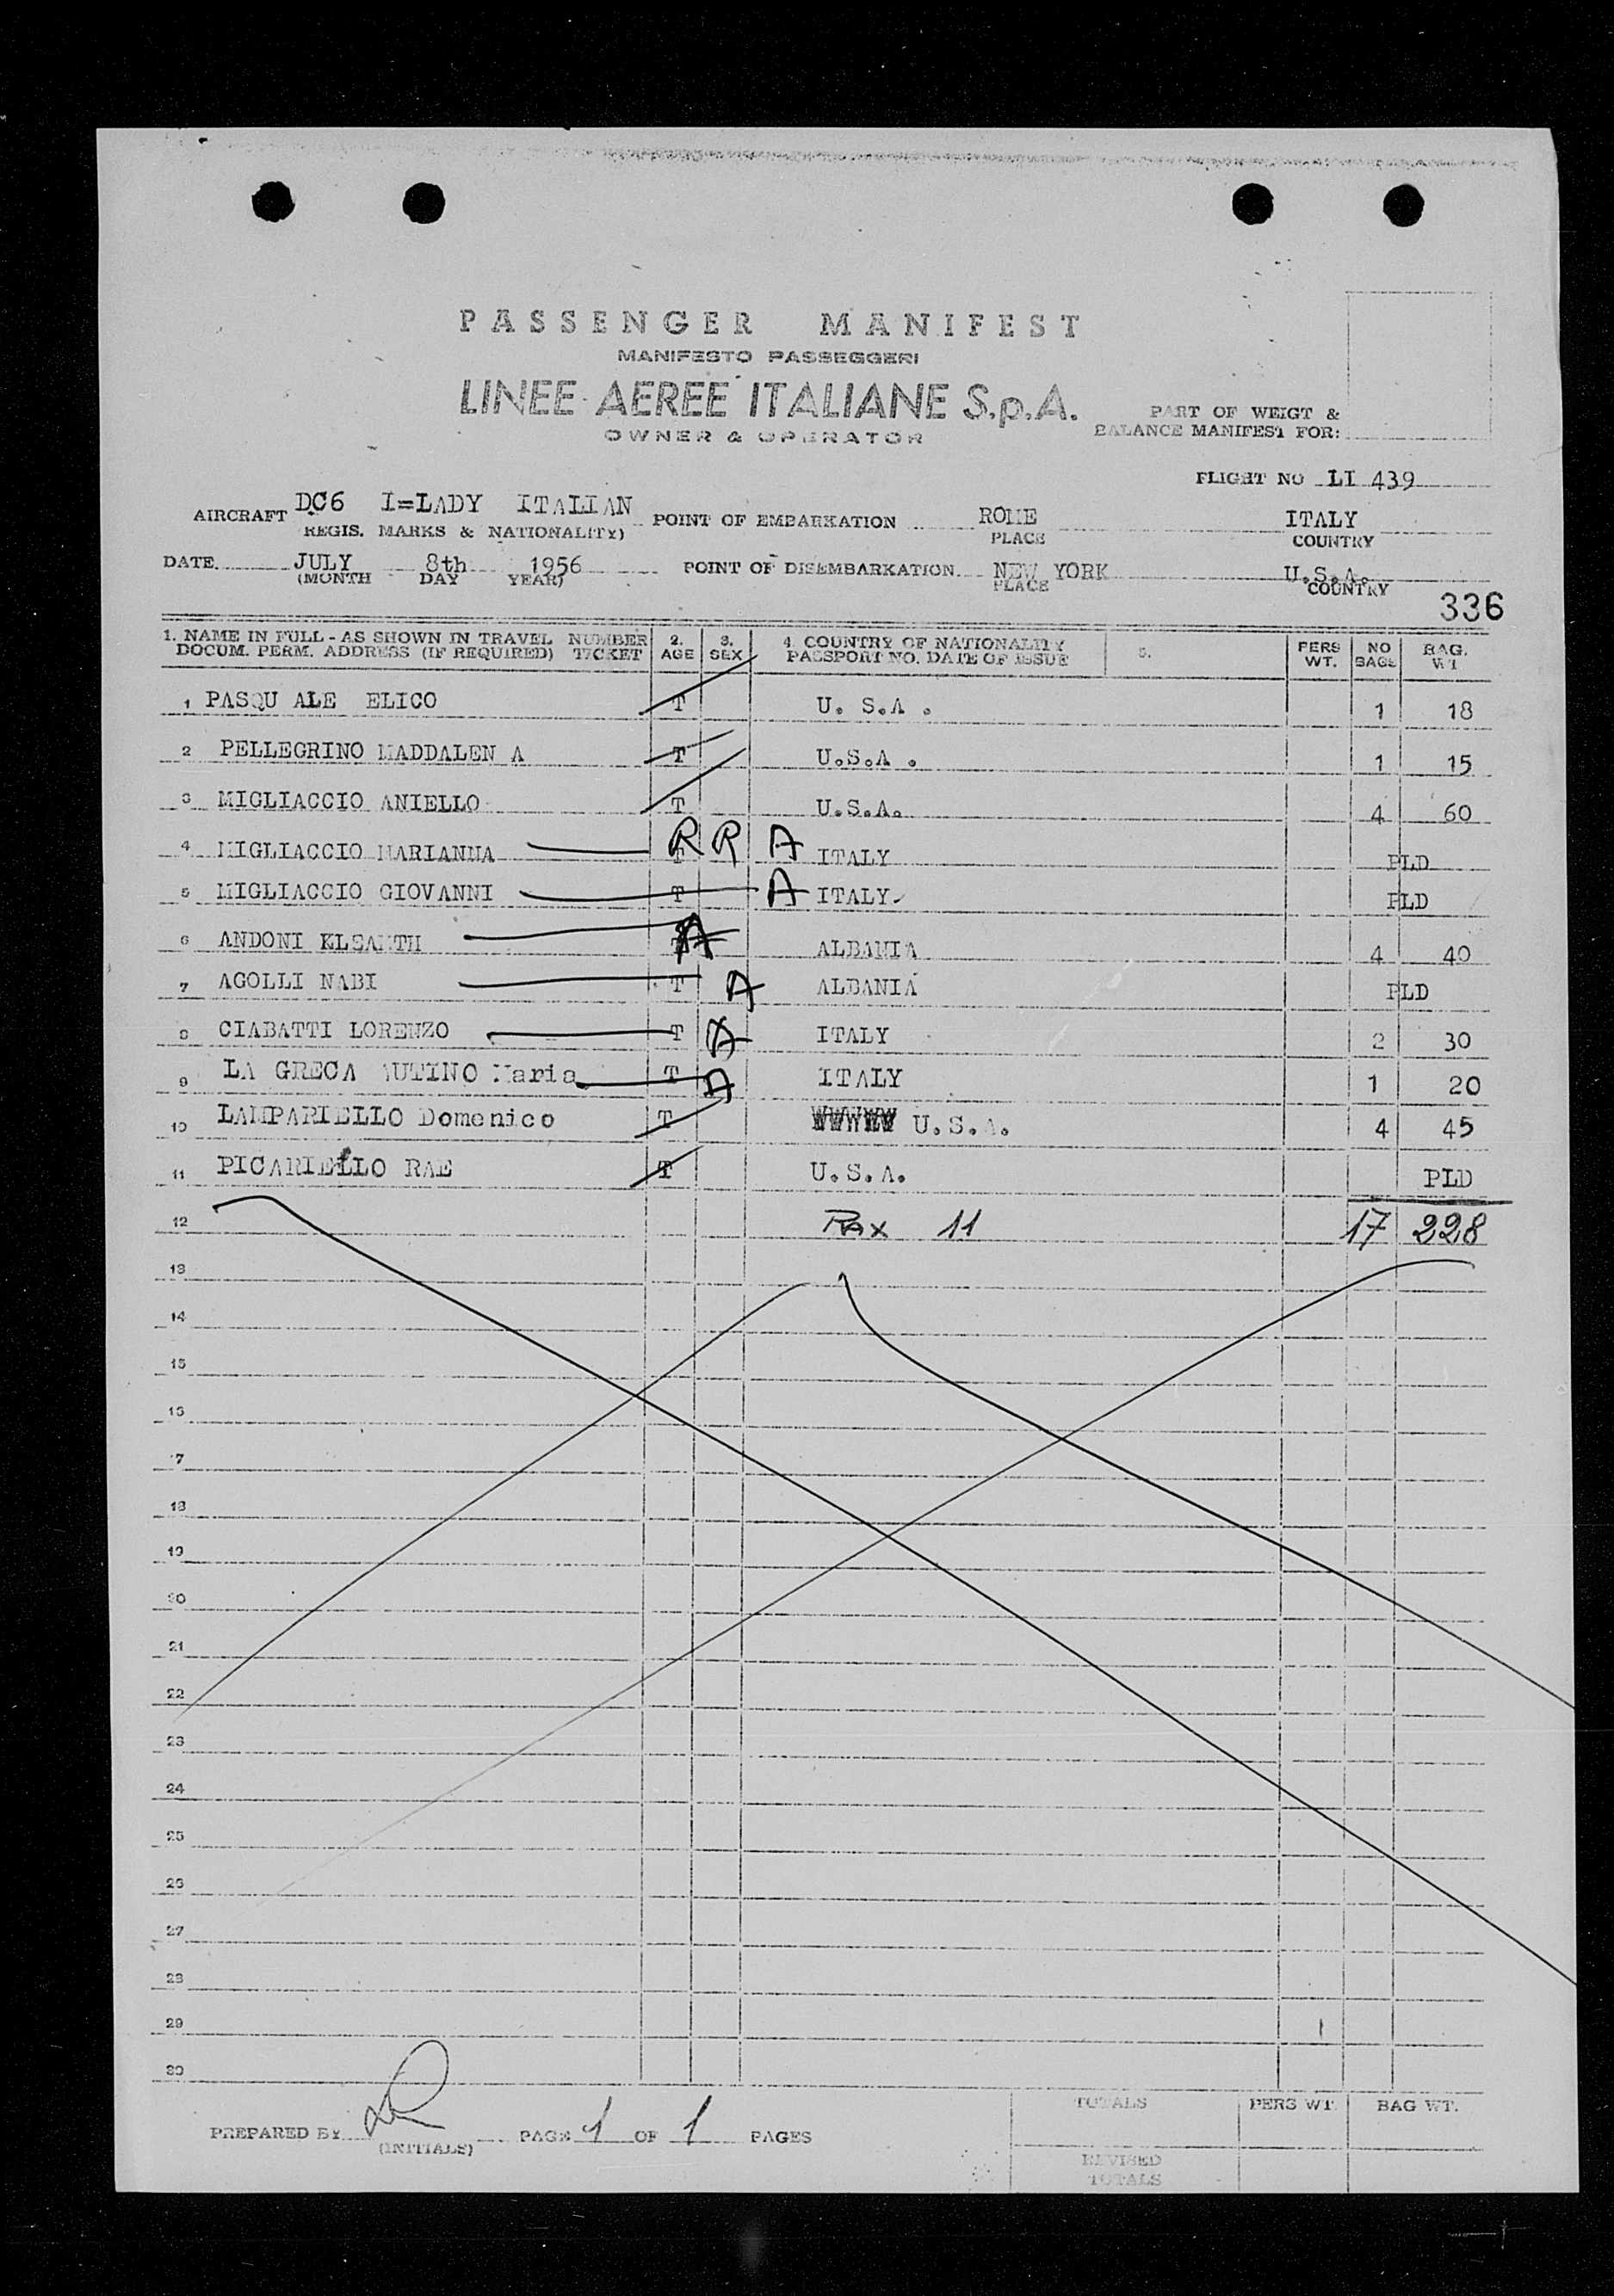 PASSENGER MANIFEST
MANIFESTO PASSEGGERI
LINEE AEREE ITALIANE S.p.A.
OWNER & OPERATOR
PART OF WEIGT &
BALANCE MANIFEST FOR:
FLIGHT NO LI 439
AIRCRAFT DC6 I=LADY ITALIAN POINT OF EMBARKATION ROME ITALY
REGIS. MARKS & NATIONALITY) PLACE COUNTRY
DATE JULY 8th 1956 POINT OF DISEMBARKATION NEW YORK U.S.A.
(MONTH DAY YEAR) PLACE COUNTRY
336
1. NAME IN FULL - AS SHOWN IN TRAVEL NUMBER 2. 3. 4. COUNTRY OF NATIONALITY 5. PERS NO BAG.
DOCUM. PERM. ADDRESS (IF REQUIRED) TICKET AGE SEX PASSPORT NO. DATE OF ISSUE WT. BAGS WT
1 PASQU ALE ELICO T U. S.A . 1 18
2 PELLEGRINO MADDALEN A T U.S.A . 1 15
3 MIGLIACCIO ANIELLO T U.S.A. 4 60
4 MIGLIACCIO MARIANNA T R R A ITALY PLD
5 MIGLIACCIO GIOVANNI T A ITALY PLD
6 ANDONI T A ALBANIA 4 40
7 AGOLLI NABI T A ALBANIA PLD
8 CIABATTI LORENZO T A ITALY 2 30
9 LA GRECA AUTINO Maria T A ITALY 1 20
10 LAMPARIELLO Domenico T U.S.A. 4 45
11 PICARIELLO RAE T U.S.A. PLD
12 PAX 11 17 228
13
14
15
16
17
18
19
20
21
22
23
24
25
26
27
28
29
30
PREPARED BY PAGE 1 OF 1 PAGES
(INITIALS)
TOTALS PERS WT. BAG WT.
REVISED
TOTALS